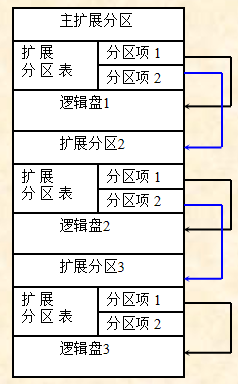 主扩展分区
扩 展
分 区 表
分区项 1
分区项 2
逻辑盘1
扩展分区2
扩 展
分 区 表
分区项 1
分区项 2
逻辑盘2
扩展分区3
扩 展
分 区 表
分区项 1
分区项 2
逻辑盘3